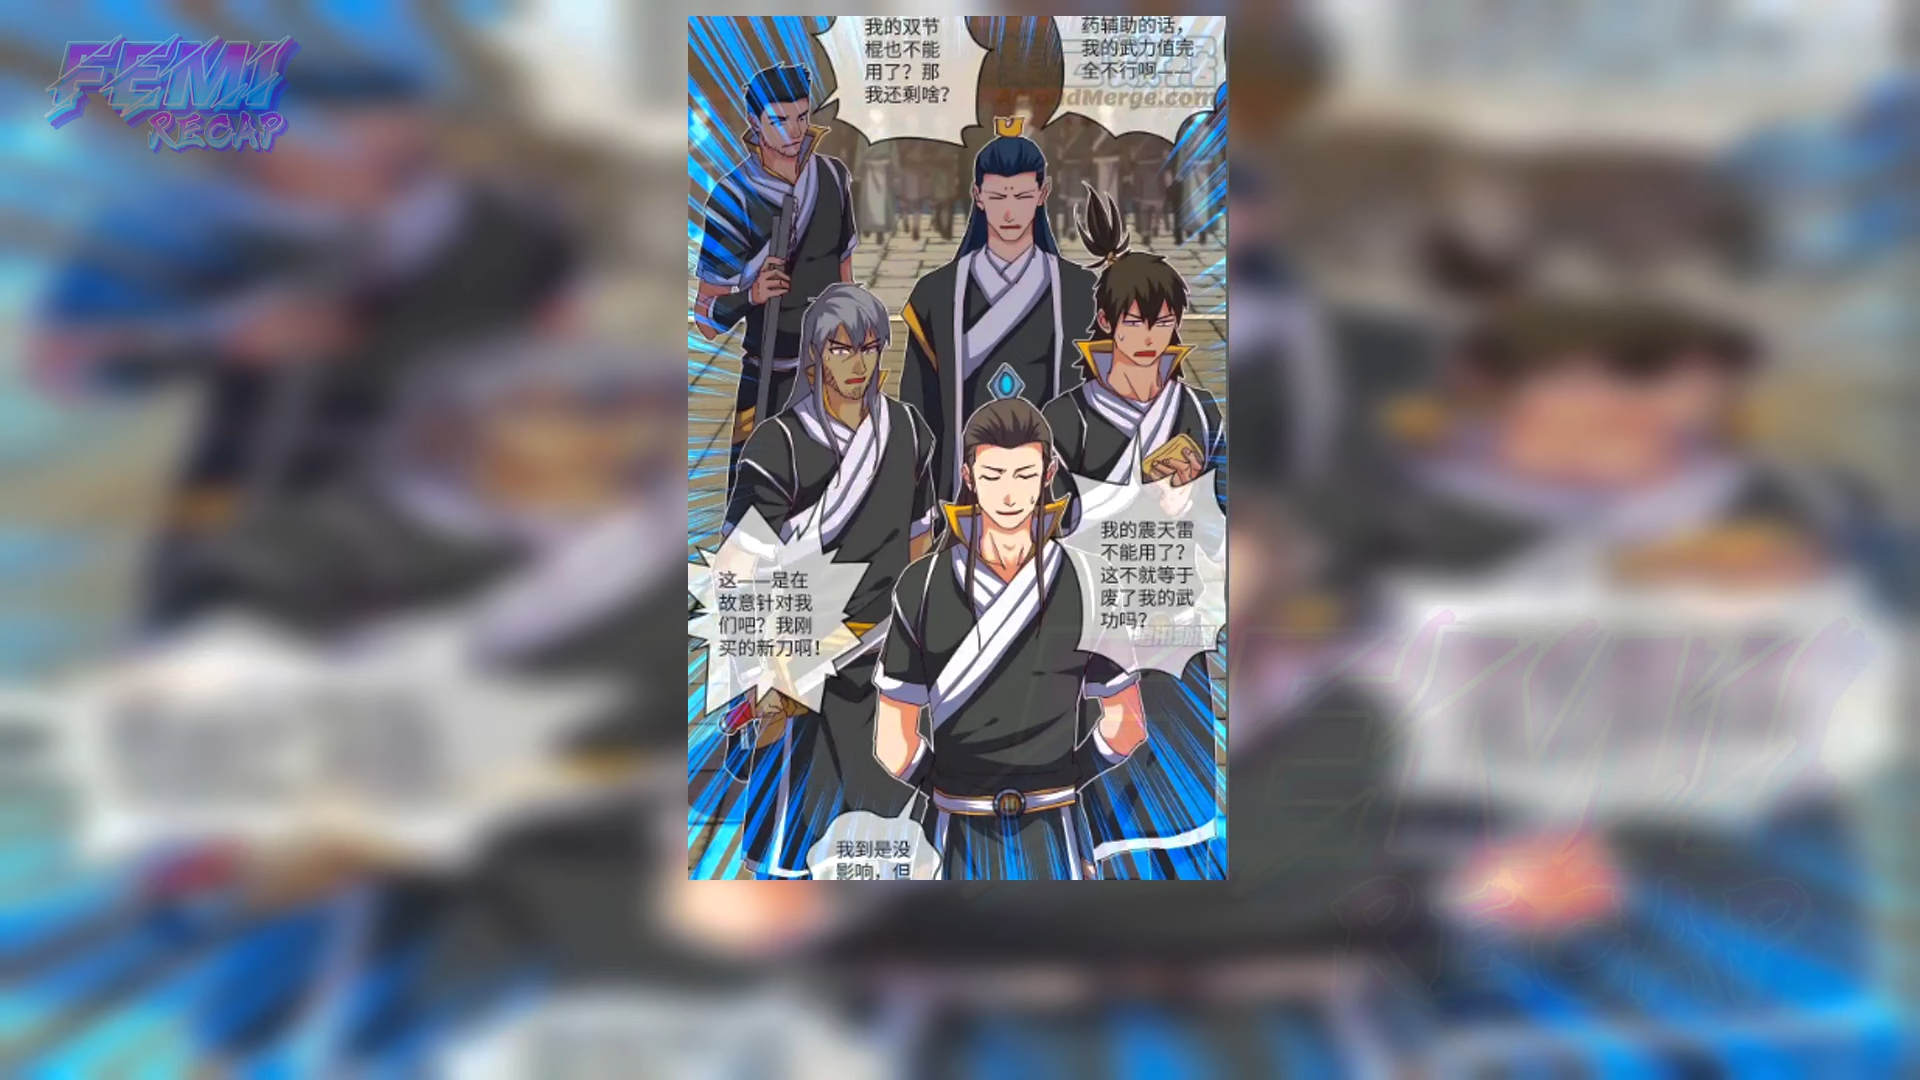 FEMI
RECAP
我的双节
棍也不能
用了？那
我还剩啥？
药辅助的话，
我的武力值完
全不行啊——
Merge.com
这——是在
故意针对我
们吧？我刚
买的新刀啊！
我的震天雷
不能用了？
这不就等于
废了我的武
功吗？
我到是没
影响，但
FEMI
RECAP